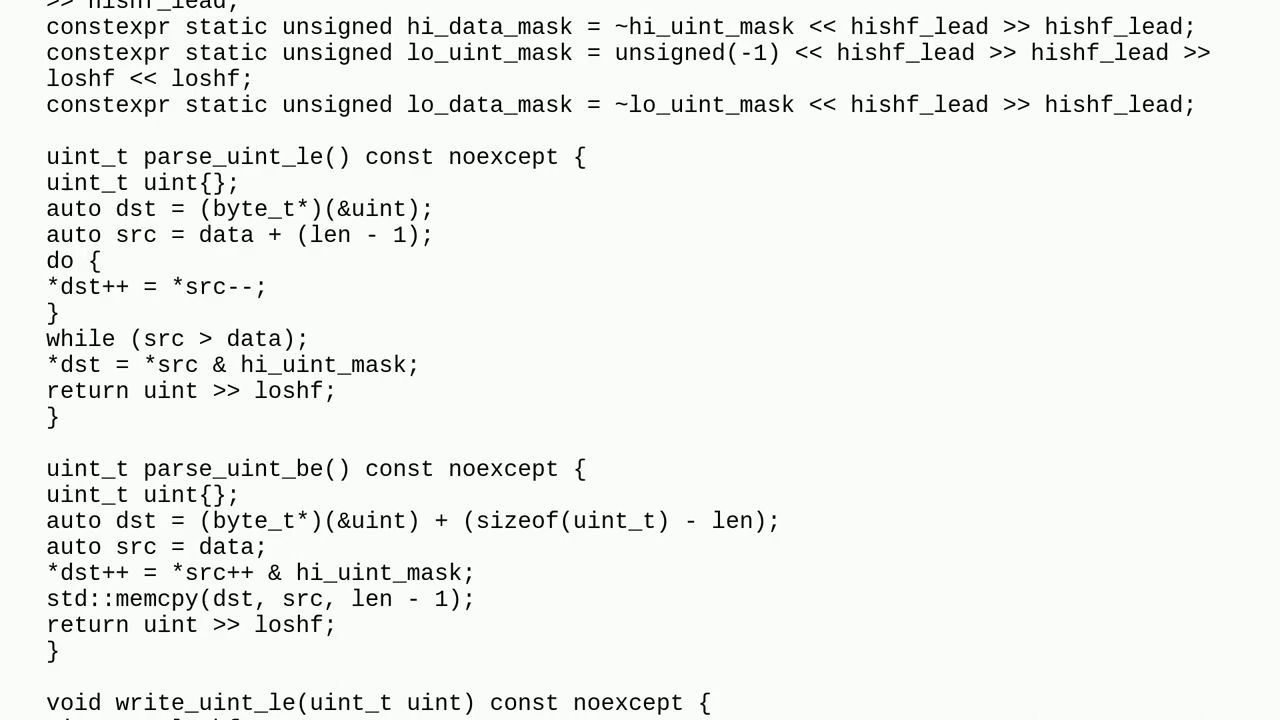 >> hishf_lead;
constexpr static unsigned hi_data_mask = ~hi_uint_mask << hishf_lead >> hishf_lead;
constexpr static unsigned lo_uint_mask = unsigned(-1) << hishf_lead >> hishf_lead >>
loshf << loshf;
constexpr static unsigned lo_data_mask = ~lo_uint_mask << hishf_lead >> hishf_lead;
uint_t parse_uint_le() const noexcept {
uint_t uint{};
auto dst = (byte_t*)(&uint);
auto src = data + (len - 1);
do {
*dst++ = *src--;
}
while (src > data);
*dst = *src & hi_uint_mask;
return uint >> loshf;
}
uint_t parse_uint_be() const noexcept {
uint_t uint{};
auto dst = (byte_t*)(&uint) + (sizeof(uint_t) - len);
auto src = data;
*dst++ = *src++ & hi_uint_mask;
std::memcpy(dst, src, len - 1);
return uint >> loshf;
}
void write_uint_le(uint_t uint) const noexcept {